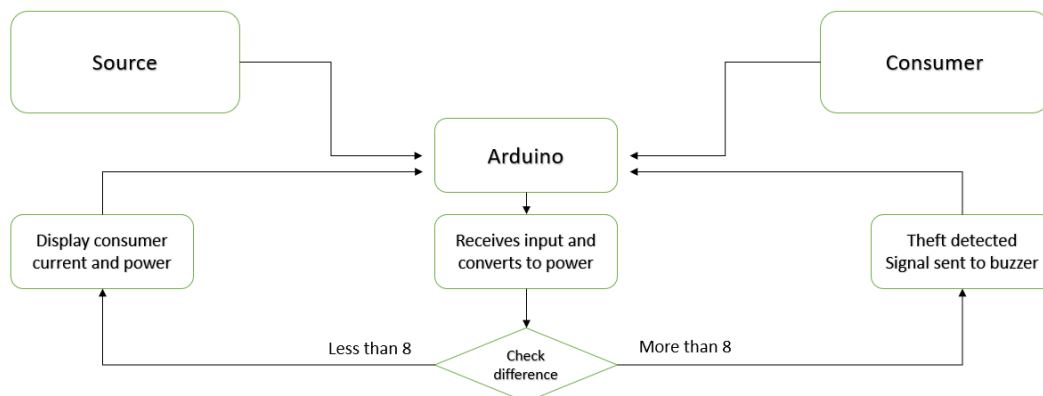 Source
Consumer
Arduino
Display consumer
current and power
Receives input and
converts to power
Theft detected
Signal sent to buzzer
Less than 8
More than 8
Check
difference